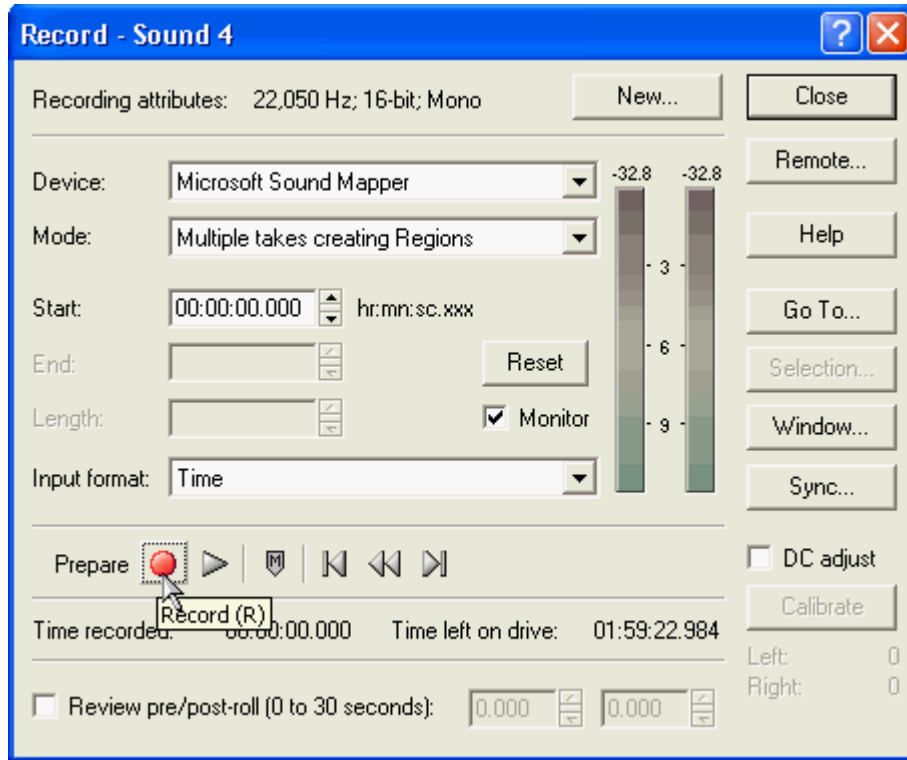 Record - Sound 4
Recording attributes: 22,050 Hz; 16-bit; Mono New... Close
Device: Microsoft Sound Mapper -32.8 -32.8 Remote...
Mode: Multiple takes creating Regions Help
- 3 -
Start: 00:00:00.000 hr:mn:sc.xxx Go To...
- 6 -
End: Reset Selection...
Length: Monitor - 9 - Window...
Input format: Time Sync...
Prepare M DC adjust
Record (R) Calibrate
Time recorded: 00:00:00.000 Time left on drive: 01:59:22.984
Left: 0
Right: 0
Review pre/post-roll (0 to 30 seconds): 0.000 0.000